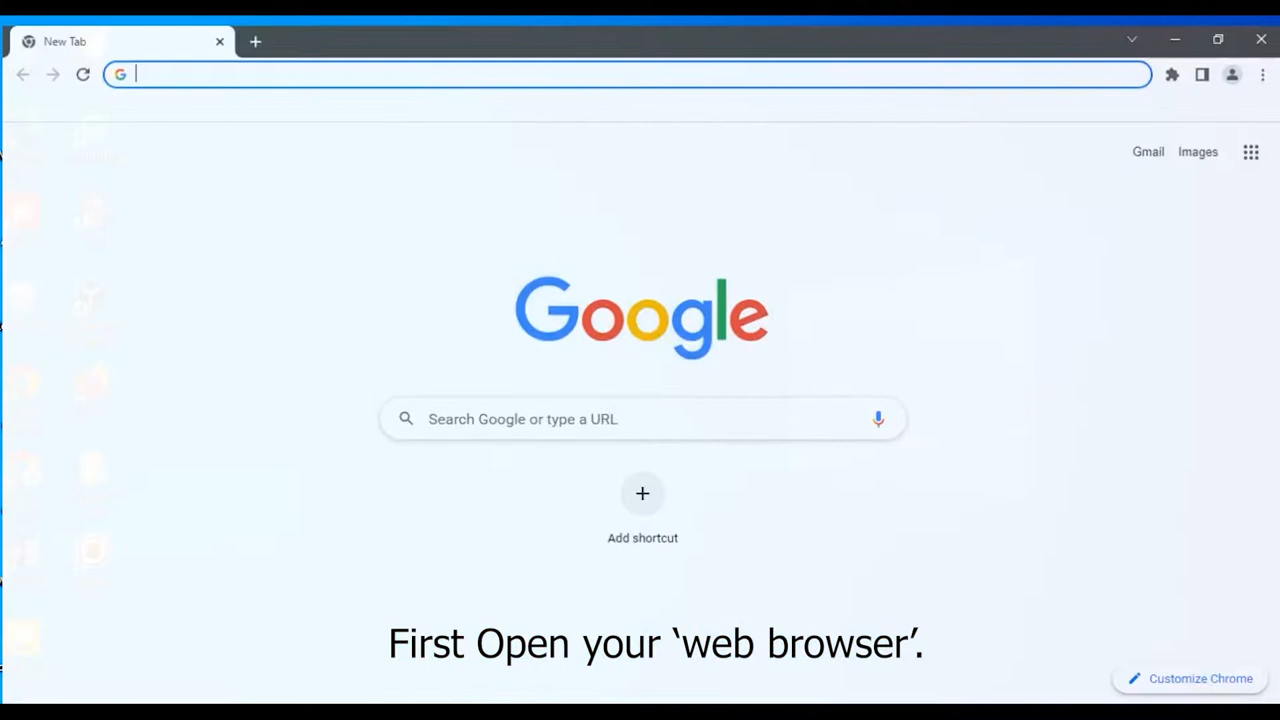 New Tab
Gmail Images
Google
Search Google or type a URL
Add shortcut
First Open your ‘web browser’.
Customize Chrome